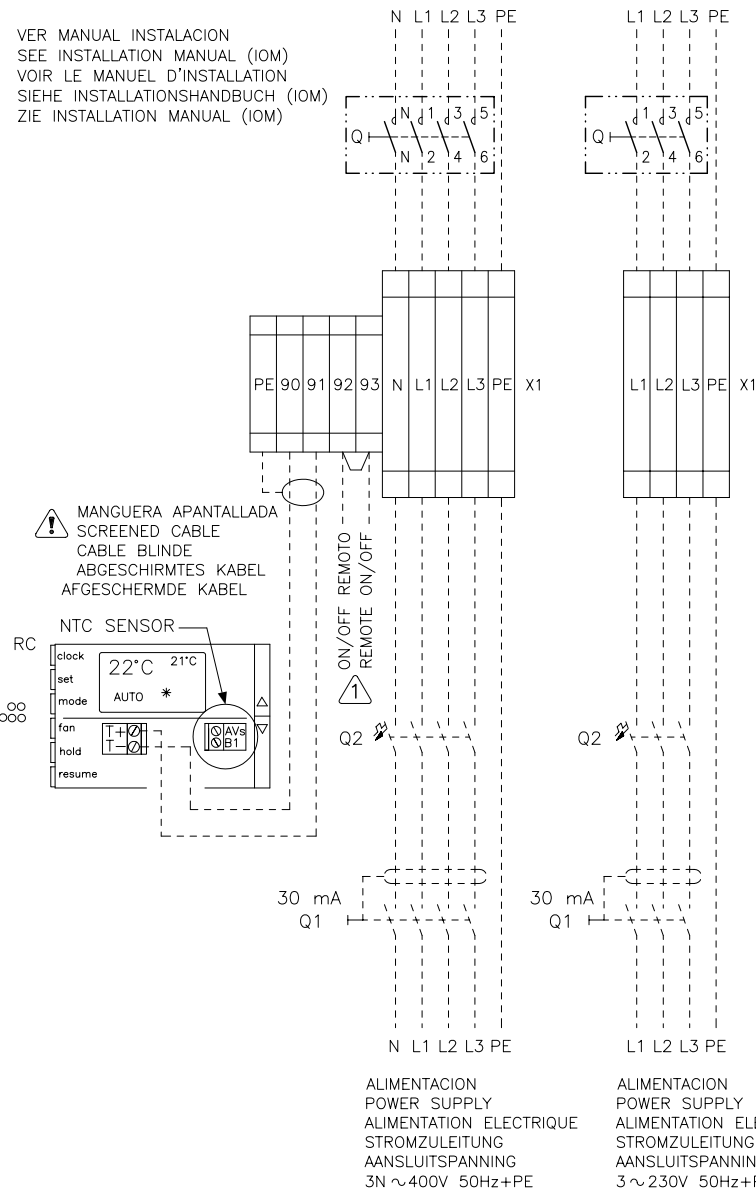 VER MANUAL INSTALACION
SEE INSTALLATION MANUAL (IOM)
VOIR LE MANUEL D'INSTALLATION
SIEHE INSTALLATIONSHANDBUCH (IOM)
ZIE INSTALLATION MANUAL (IOM)
N L1 L2 L3 PE
L1 L2 L3 PE
Q N 1 3 5
N 2 4 6
Q 1 3 5
2 4 6
PE 90 91 92 93 N L1 L2 L3 PE X1
L1 L2 L3 PE X1
MANGUERA APANTALLADA
SCREENED CABLE
CABLE BLINDE
ABGESCHIRMTES KABEL
AFGESCHERMDE KABEL
ON/OFF REMOTO
REMOTE ON/OFF
1
NTC SENSOR
RC
clock
set
mode
fan
hold
resume
22°C 21°C
AUTO *
T+
T-
AVs
B1
Q2
Q2
30 mA
Q1
30 mA
Q1
N L1 L2 L3 PE
L1 L2 L3 PE
ALIMENTACION
POWER SUPPLY
ALIMENTATION ELECTRIQUE
STROMZULEITUNG
AANSLUITSPANNING
3N ~400V 50Hz+PE
ALIMENTACION
POWER SUPPLY
ALIMENTATION
STROMZULEITUNG
3 ~230V